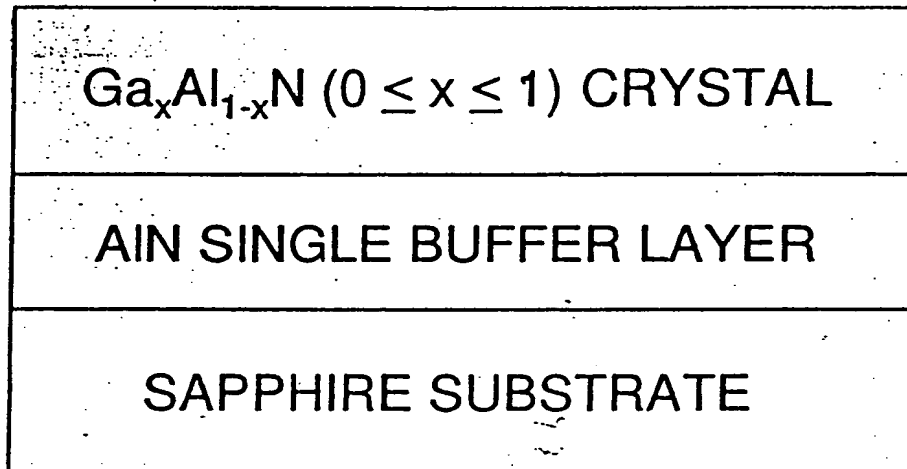 GaₓAl₁₋ₓN (0 ≤ x ≤ 1) CRYSTAL
AlN SINGLE BUFFER LAYER
SAPPHIRE SUBSTRATE